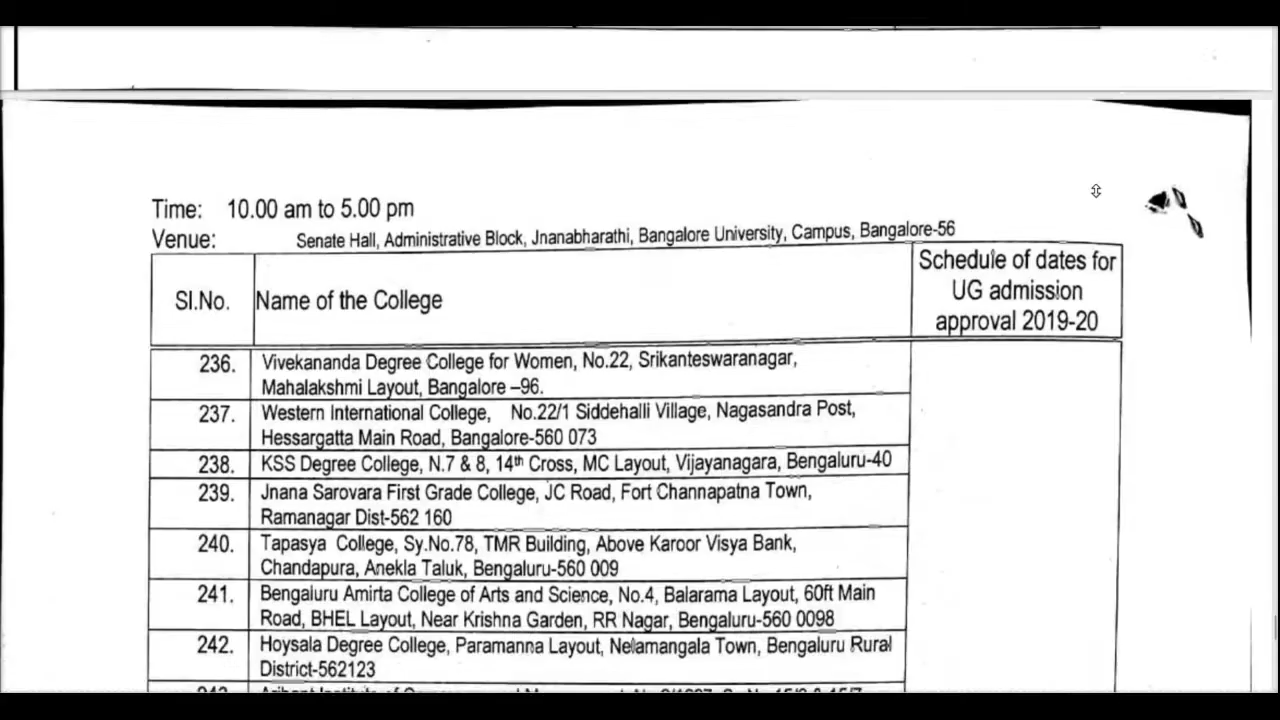 Time: 10.00 am to 5.00 pm
Venue: Senate Hall, Administrative Block, Jnanabharathi, Bangalore University, Campus, Bangalore-56
Sl.No. Name of the College Schedule of dates for
UG admission
approval 2019-20
236. Vivekananda Degree College for Women, No.22, Srikanteswaranagar,
Mahalakshmi Layout, Bangalore –96.
237. Western International College, No.22/1 Siddehalli Village, Nagasandra Post,
Hessargatta Main Road, Bangalore-560 073
238. KSS Degree College, N.7 & 8, 14th Cross, MC Layout, Vijayanagara, Bengaluru-40
239. Jnana Sarovara First Grade College, JC Road, Fort Channapatna Town,
Ramanagar Dist-562 160
240. Tapasya College, Sy.No.78, TMR Building, Above Karoor Visya Bank,
Chandapura, Anekla Taluk, Bengaluru-560 009
241. Bengaluru Amirta College of Arts and Science, No.4, Balarama Layout, 60ft Main
Road, BHEL Layout, Near Krishna Garden, RR Nagar, Bengaluru-560 0098
242. Hoysala Degree College, Paramanna Layout, Nelamangala Town, Bengaluru Rural
District-562123